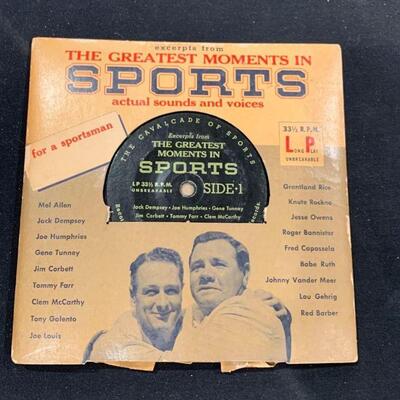 excerpts from
THE GREATEST MOMENTS IN
SPORTS
actual sounds and voices
for a sportsman
33⅓ R.P.M.
LP
LONG PLAY
UNBREAKABLE
THE CAVALCADE OF SPORTS
Excerpts from
THE GREATEST
MOMENTS IN
SPORTS
LP 33⅓ R.P.M.
UNBREAKABLE
SIDE·1
Jack Dempsey · Joe Humphries · Gene Tunney
Jim Corbett · Tommy Farr · Clem McCarthy
Mel Allen
Jack Dempsey
Joe Humphries
Gene Tunney
Jim Corbett
Tommy Farr
Clem McCarthy
Tony Galento
Joe Louis
Grantland Rice
Knute Rockne
Jesse Owens
Roger Bannister
Fred Capossela
Babe Ruth
Johnny Vander Meer
Lou Gehrig
Red Barber